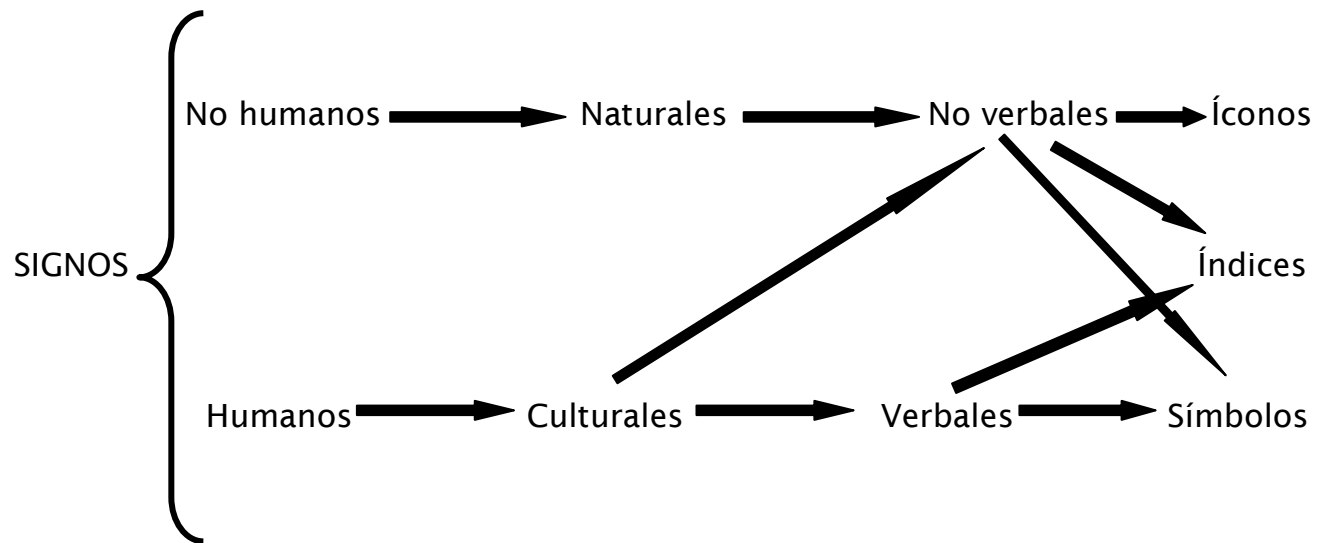 No humanos Naturales No verbales Íconos
SIGNOS Índices
Humanos Culturales Verbales Símbolos